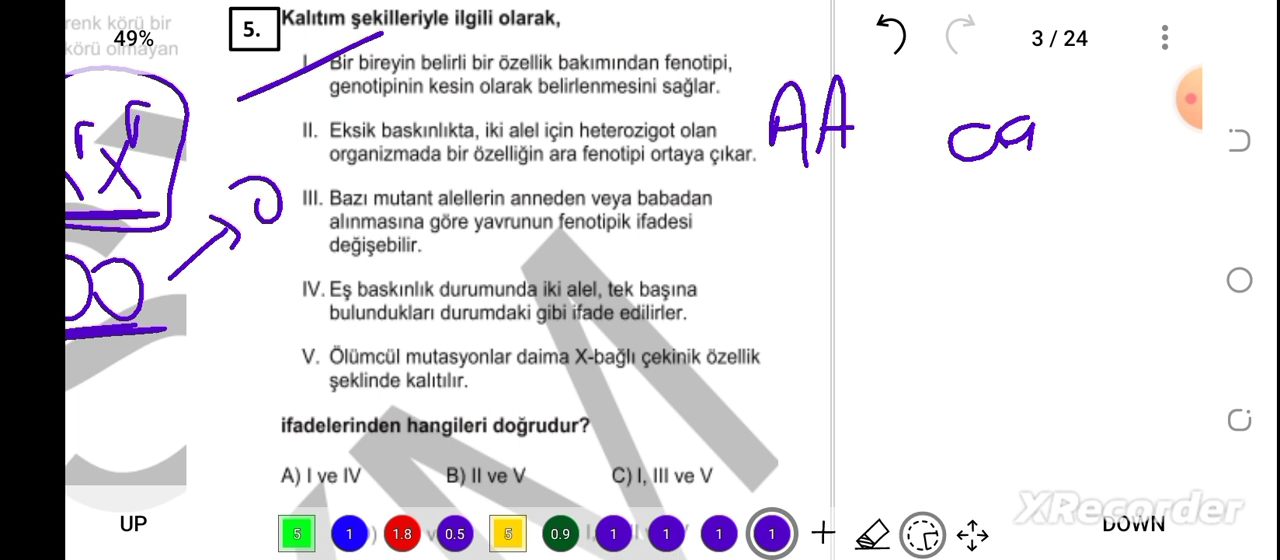 renk körü bir
körü olmayan
49%
5.
Kalıtım şekilleriyle ilgili olarak,
I. Bir bireyin belirli bir özellik bakımından fenotipi,
genotipinin kesin olarak belirlenmesini sağlar.
II. Eksik baskınlıkta, iki alel için heterozigot olan
organizmada bir özelliğin ara fenotipi ortaya çıkar.
III. Bazı mutant alellerin anneden veya babadan
alınmasına göre yavrunun fenotipik ifadesi
değişebilir.
IV. Eş baskınlık durumunda iki alel, tek başına
bulundukları durumdaki gibi ifade edilirler.
V. Ölümcül mutasyonlar daima X-bağlı çekinik özellik
şeklinde kalıtılır.
ifadelerinden hangileri doğrudur?
A) I ve IV B) II ve V C) I, III ve V
AA
3 / 24
UP
5 1 1.8 0.5 5 0.9 1 1 1 1
XRecorder
DOWN